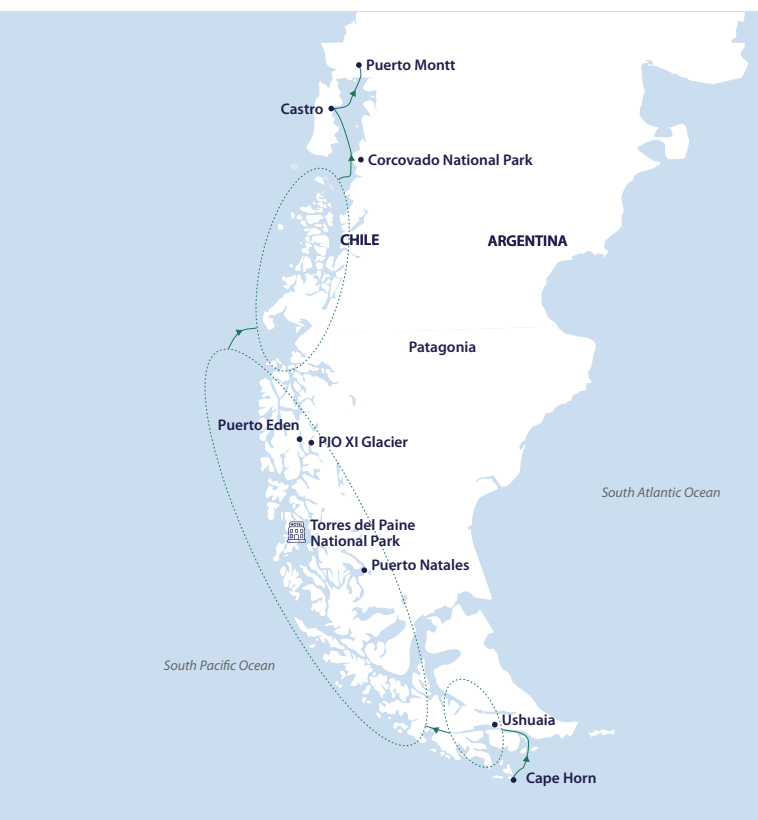 Puerto Montt
Castro
Corcovado National Park
CHILE
ARGENTINA
Patagonia
Puerto Eden
PIO XI Glacier
South Atlantic Ocean
HOTEL
Torres del Paine
National Park
Puerto Natales
South Pacific Ocean
Ushuaia
Cape Horn